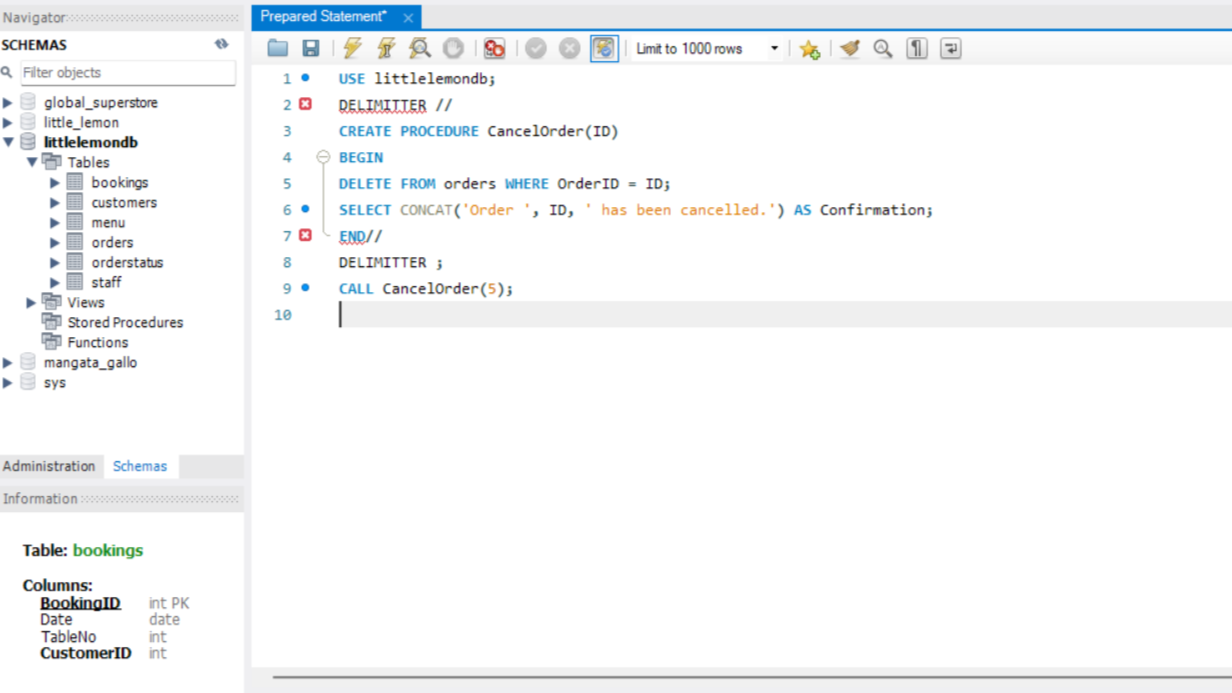 Navigator
SCHEMAS
Filter objects
global_superstore
little_lemon
littlelemondb
Tables
bookings
customers
menu
orders
orderstatus
staff
Views
Stored Procedures
Functions
mangata_gallo
sys
Administration Schemas
Information
Table: bookings
Columns:
BookingID int PK
Date date
TableNo int
CustomerID int
Prepared Statement*
Limit to 1000 rows
1 USE littlelemondb;
2 DELIMITTER //
3 CREATE PROCEDURE CancelOrder(ID)
4 BEGIN
5 DELETE FROM orders WHERE OrderID = ID;
6 SELECT CONCAT('Order ', ID, ' has been cancelled.') AS Confirmation;
7 END//
8 DELIMITTER ;
9 CALL CancelOrder(5);
10